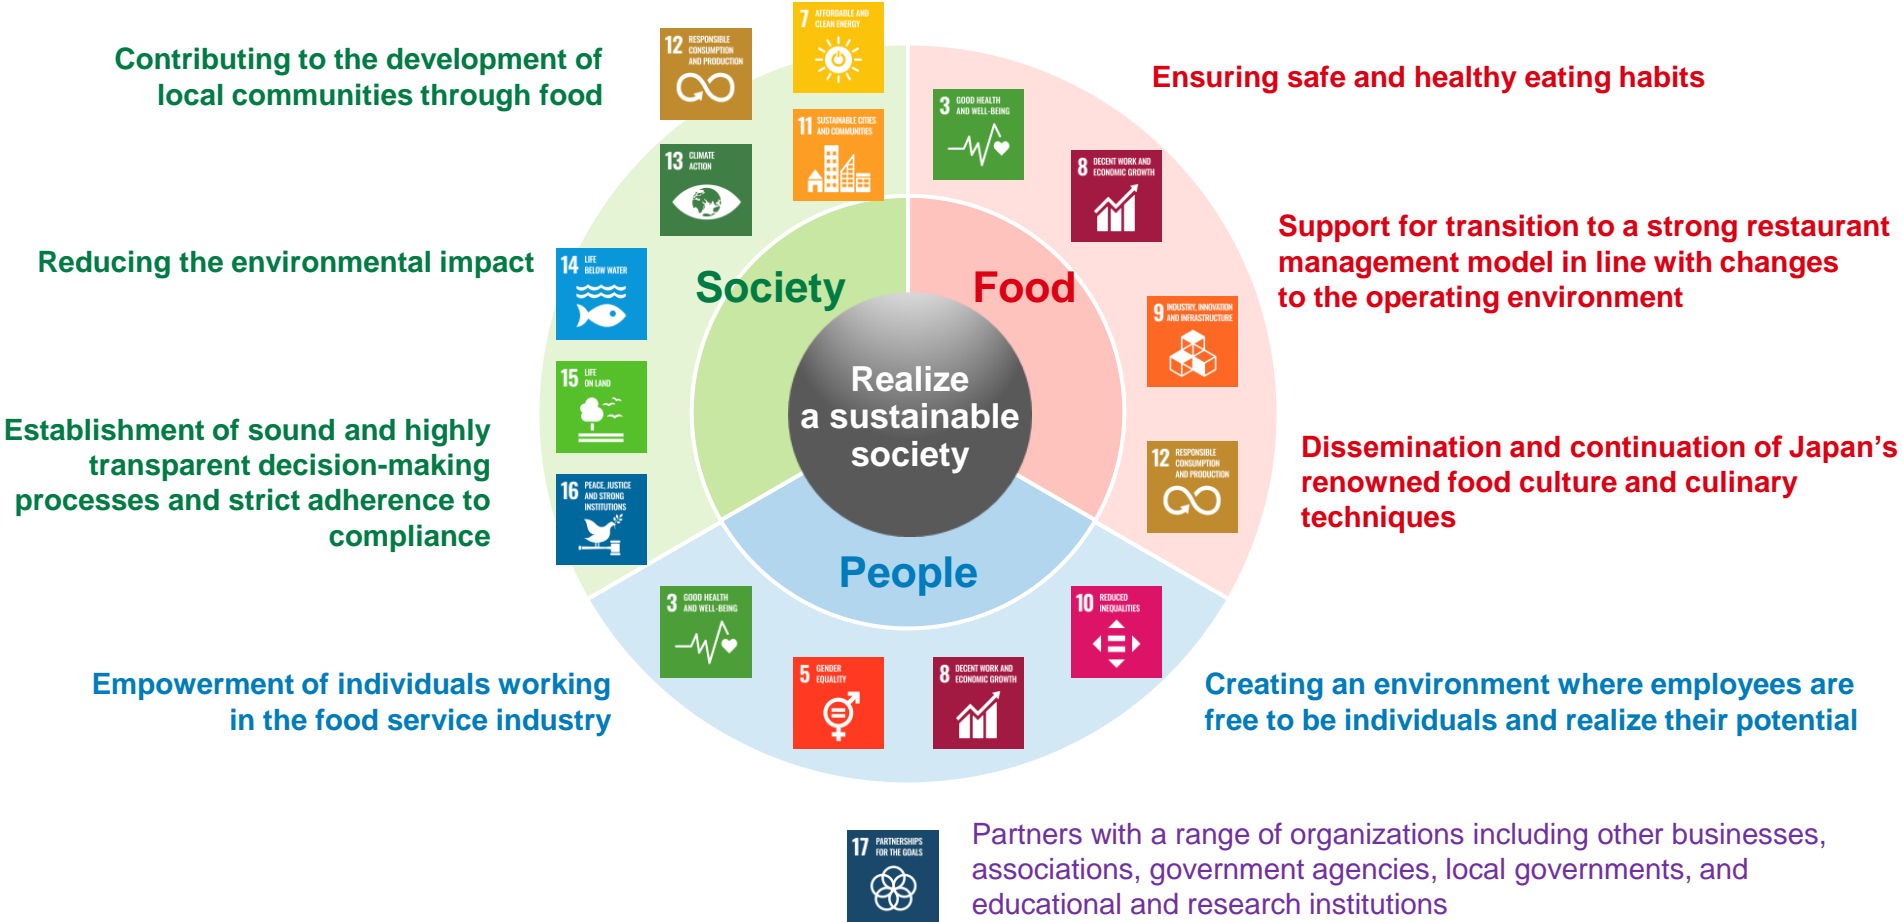 Contributing to the development of
local communities through food
Reducing the environmental impact
Establishment of sound and highly
transparent decision-making
processes and strict adherence to
compliance
Empowerment of individuals working
in the food service industry
12 RESPONSIBLE
CONSUMPTION
AND PRODUCTION
7 AFFORDABLE AND
CLEAN ENERGY
13 CLIMATE
ACTION
11 SUSTAINABLE CITIES
AND COMMUNITIES
14 LIFE
BELOW WATER
15 LIFE
ON LAND
16 PEACE, JUSTICE
AND STRONG
INSTITUTIONS
Society
Food
People
Realize
a sustainable
society
3 GOOD HEALTH
AND WELL-BEING
8 DECENT WORK AND
ECONOMIC GROWTH
9 INDUSTRY, INNOVATION
AND INFRASTRUCTURE
12 RESPONSIBLE
CONSUMPTION
AND PRODUCTION
3 GOOD HEALTH
AND WELL-BEING
5 GENDER
EQUALITY
8 DECENT WORK AND
ECONOMIC GROWTH
10 REDUCED
INEQUALITIES
Ensuring safe and healthy eating habits
Support for transition to a strong restaurant
management model in line with changes
to the operating environment
Dissemination and continuation of Japan’s
renowned food culture and culinary
techniques
Creating an environment where employees are
free to be individuals and realize their potential
17 PARTNERSHIPS
FOR THE GOALS
Partners with a range of organizations including other businesses,
associations, government agencies, local governments, and
educational and research institutions